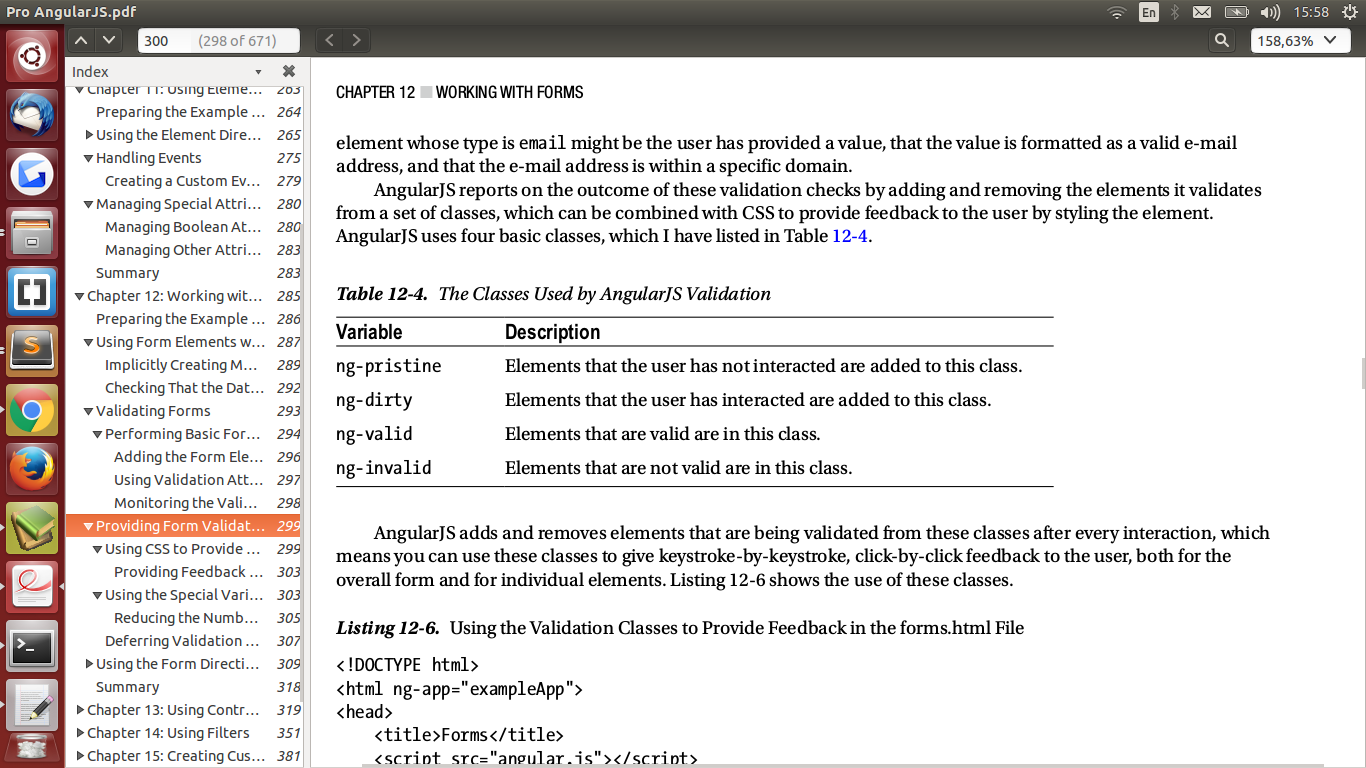 Pro AngularJS.pdf
En
15:58
300 (298 of 671)
158,63%
Index
Chapter 11: Using Eleme... 263
Preparing the Example ... 264
Using the Element Dire... 265
Handling Events 275
Creating a Custom Ev... 279
Managing Special Attri... 280
Managing Boolean At... 280
Managing Other Attri... 283
Summary 283
Chapter 12: Working wit... 285
Preparing the Example ... 286
Using Form Elements w... 287
Implicitly Creating M... 289
Checking That the Dat... 292
Validating Forms 293
Performing Basic For... 294
Adding the Form Ele... 296
Using Validation Att... 297
Monitoring the Vali... 298
Providing Form Validat... 299
Using CSS to Provide ... 299
Providing Feedback ... 303
Using the Special Vari... 303
Reducing the Numb... 305
Deferring Validation ... 307
Using the Form Directi... 309
Summary 318
Chapter 13: Using Contr... 319
Chapter 14: Using Filters 351
Chapter 15: Creating Cus... 381
CHAPTER 12 WORKING WITH FORMS
element whose type is email might be the user has provided a value, that the value is formatted as a valid e-mail
address, and that the e-mail address is within a specific domain.
AngularJS reports on the outcome of these validation checks by adding and removing the elements it validates
from a set of classes, which can be combined with CSS to provide feedback to the user by styling the element.
AngularJS uses four basic classes, which I have listed in Table 12-4.
Table 12-4. The Classes Used by AngularJS Validation
Variable Description
ng-pristine Elements that the user has not interacted are added to this class.
ng-dirty Elements that the user has interacted are added to this class.
ng-valid Elements that are valid are in this class.
ng-invalid Elements that are not valid are in this class.
AngularJS adds and removes elements that are being validated from these classes after every interaction, which
means you can use these classes to give keystroke-by-keystroke, click-by-click feedback to the user, both for the
overall form and for individual elements. Listing 12-6 shows the use of these classes.
Listing 12-6. Using the Validation Classes to Provide Feedback in the forms.html File
<!DOCTYPE html>
<html ng-app="exampleApp">
<head>
<title>Forms</title>
<script src="angular.js"></script>